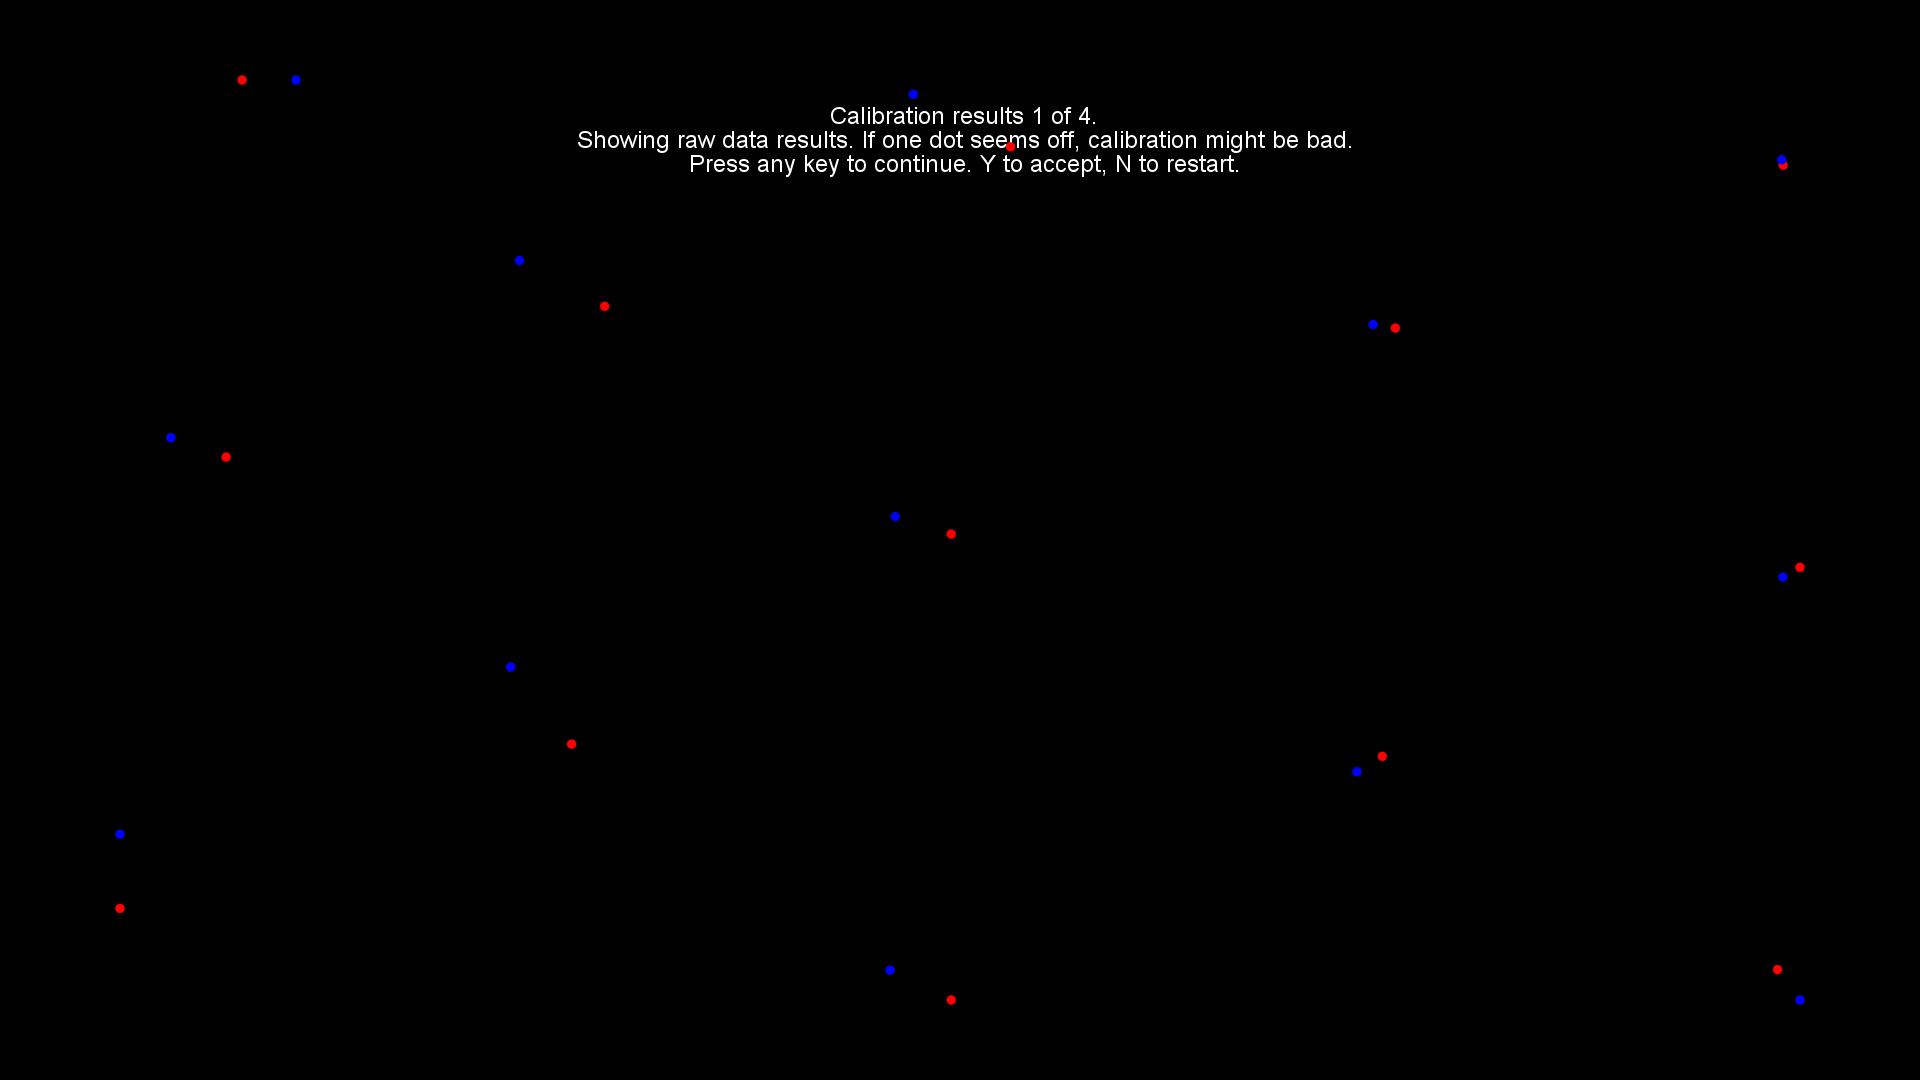 Calibration results 1 of 4.
Showing raw data results. If one dot seems off, calibration might be bad.
Press any key to continue. Y to accept, N to restart.